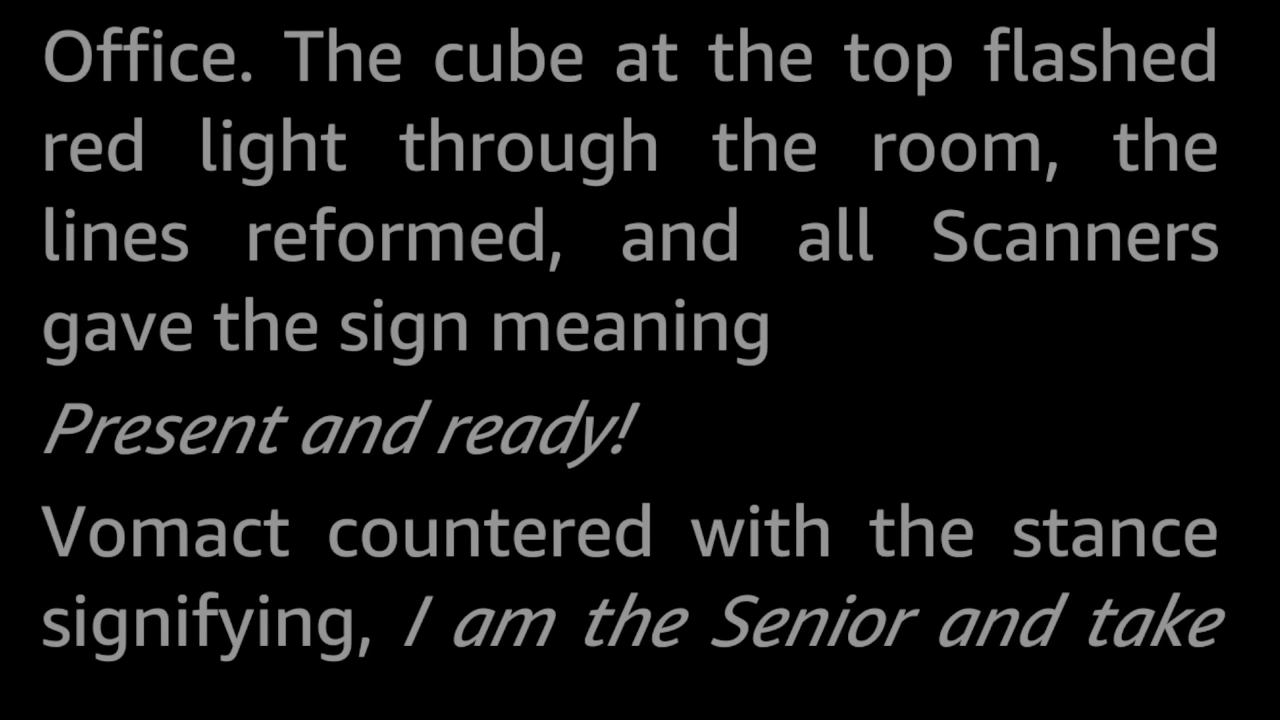 Office. The cube at the top flashed
red light through the room, the
lines reformed, and all Scanners
gave the sign meaning
Present and ready!
Vomact countered with the stance
signifying, I am the Senior and take